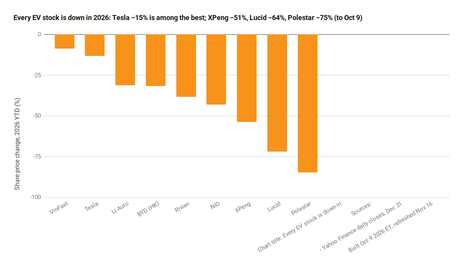 Every EV stock is down in 2026: Tesla −15% is among the best; XPeng −51%, Lucid −64%, Polestar −75% (to Oct 9)
Share price change, 2026 YTD (%)
0
-25
-50
-75
-100
VinFast
Tesla
Li Auto
BYD (HK)
Rivian
NIO
XPeng
Lucid
Polestar
Chart title: Every EV stock is down in
Sources:
- Yahoo Finance daily closes, Dec 31
Built Oct 9 2026 ET, refreshed Nov 16